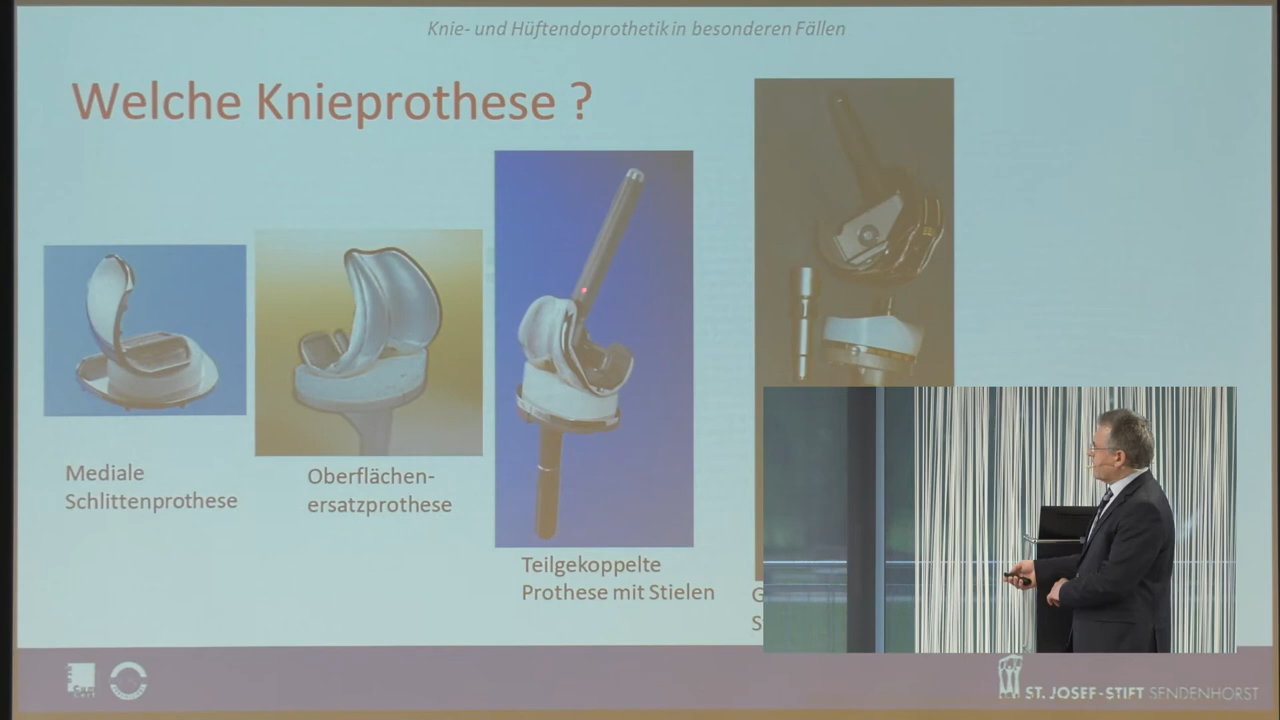 Knie- und Hüftendoprothetik in besonderen Fällen
Welche Knieprothese ?
Mediale
Schlittenprothese
Oberflächen-
ersatzprothese
Teilgekoppelte
Prothese mit Stielen
G
S
ST. JOSEF-STIFT SENDENHORST